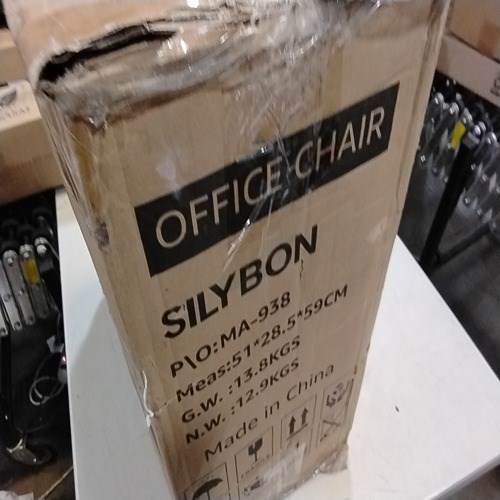 OFFICE CHAIR
SILYBON
P\O:MA-938
Meas:51*28.5*59CM
G.W. :13.8KGS
N.W. :12.9KGS
Made in China